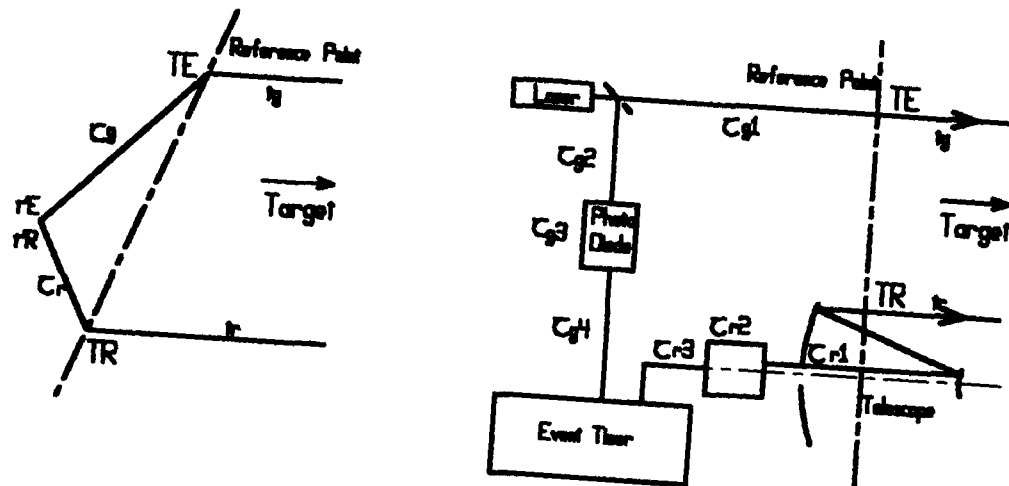 TE
Reference Point
tg
τg
rE
rR
Target
τr
tr
TR
Laser
Reference Point
TE
τg1
tg
τg2
Photo
Diode
τg3
Target
TR
tr
τg4
τr2
τr3
τr1
Telescope
Event Timer